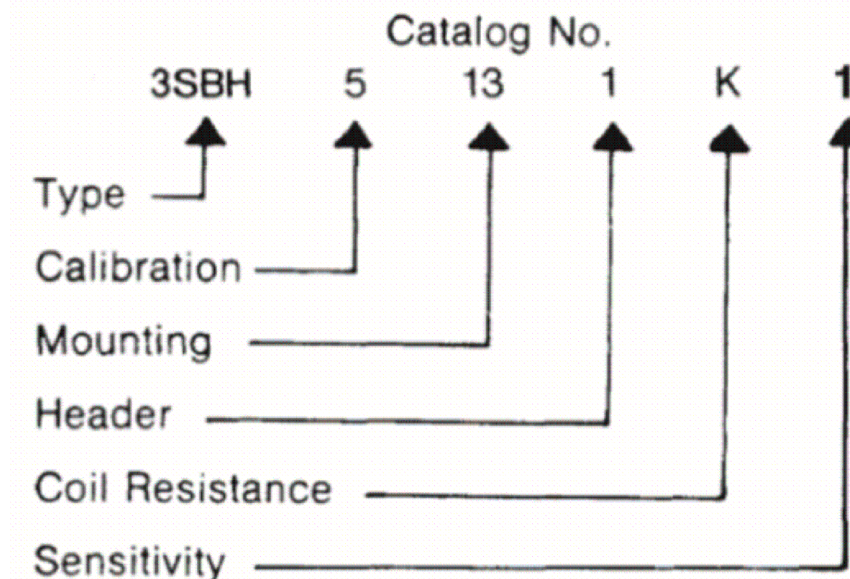 Catalog No.
3SBH 5 13 1 K 1
Type
Calibration
Mounting
Header
Coil Resistance
Sensitivity